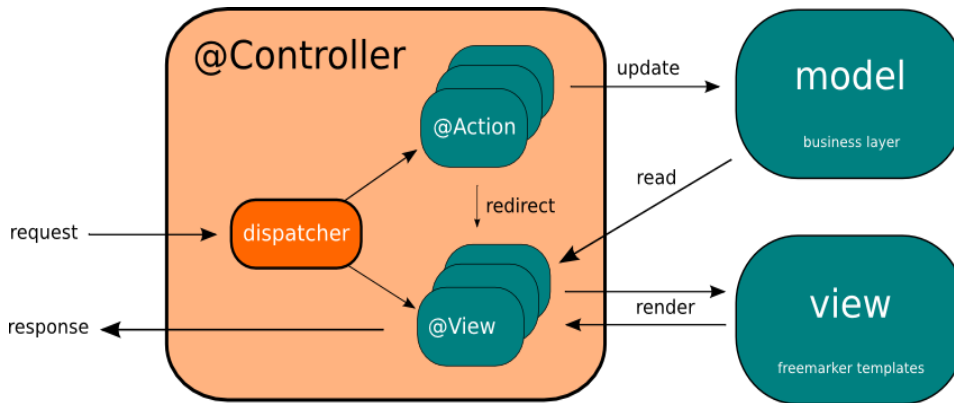 @Controller
update
model
business layer
@Action
read
redirect
request
dispatcher
render
view
response
@View
freemarker templates